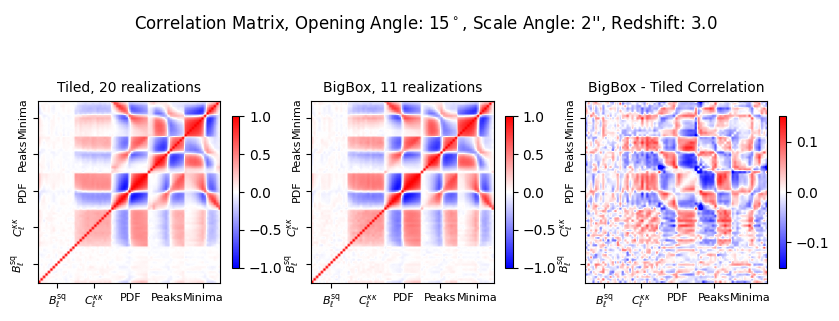 Correlation Matrix, Opening Angle: 15°, Scale Angle: 2'', Redshift: 3.0
Tiled, 20 realizations
BigBox, 11 realizations
BigBox - Tiled Correlation
Minima
Peaks
PDF
C_ℓ^κκ
B_ℓ^sq
B_ℓ^sq C_ℓ^κκ PDF Peaks Minima
1.0
0.5
0.0
−0.5
−1.0
Minima
Peaks
PDF
C_ℓ^κκ
B_ℓ^sq
B_ℓ^sq C_ℓ^κκ PDF Peaks Minima
1.0
0.5
0.0
−0.5
−1.0
Minima
Peaks
PDF
C_ℓ^κκ
B_ℓ^sq
B_ℓ^sq C_ℓ^κκ PDF Peaks Minima
0.1
0.0
−0.1